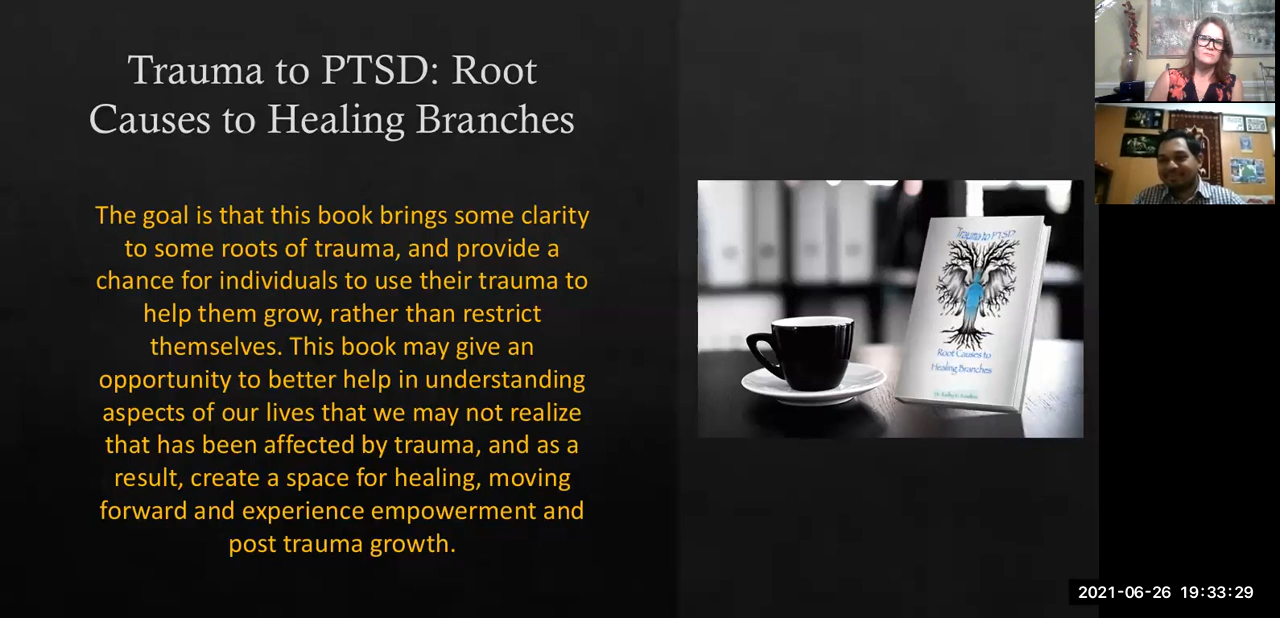 Trauma to PTSD: Root
Causes to Healing Branches
The goal is that this book brings some clarity
to some roots of trauma, and provide a
chance for individuals to use their trauma to
help them grow, rather than restrict
themselves. This book may give an
opportunity to better help in understanding
aspects of our lives that we may not realize
that has been affected by trauma, and as a
result, create a space for healing, moving
forward and experience empowerment and
post trauma growth.
Trauma to PTSD
Root Causes to
Healing Branches
2021-06-26 19:33:29